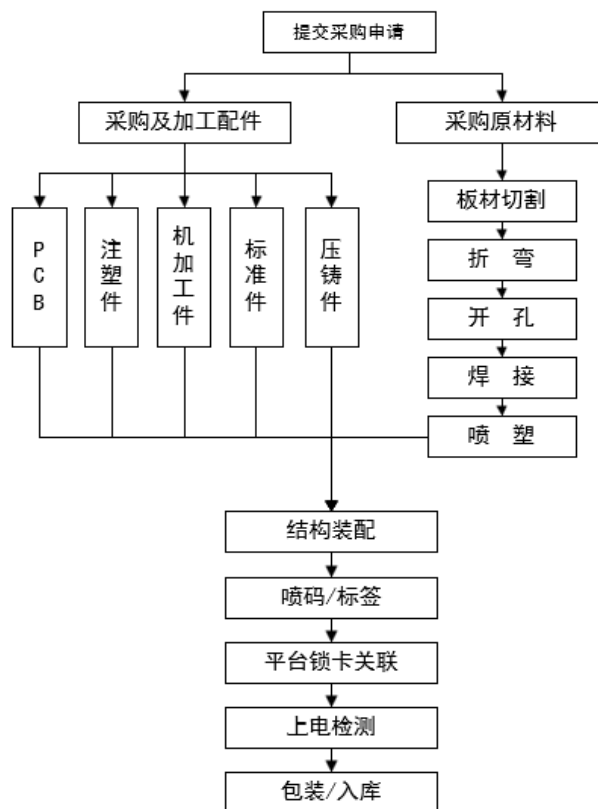 提交采购申请
采购及加工配件
采购原材料
PCB
注塑件
机加工件
标准件
压铸件
板材切割
折 弯
开 孔
焊 接
喷 塑
结构装配
喷码/标签
平台锁卡关联
上电检测
包装/入库